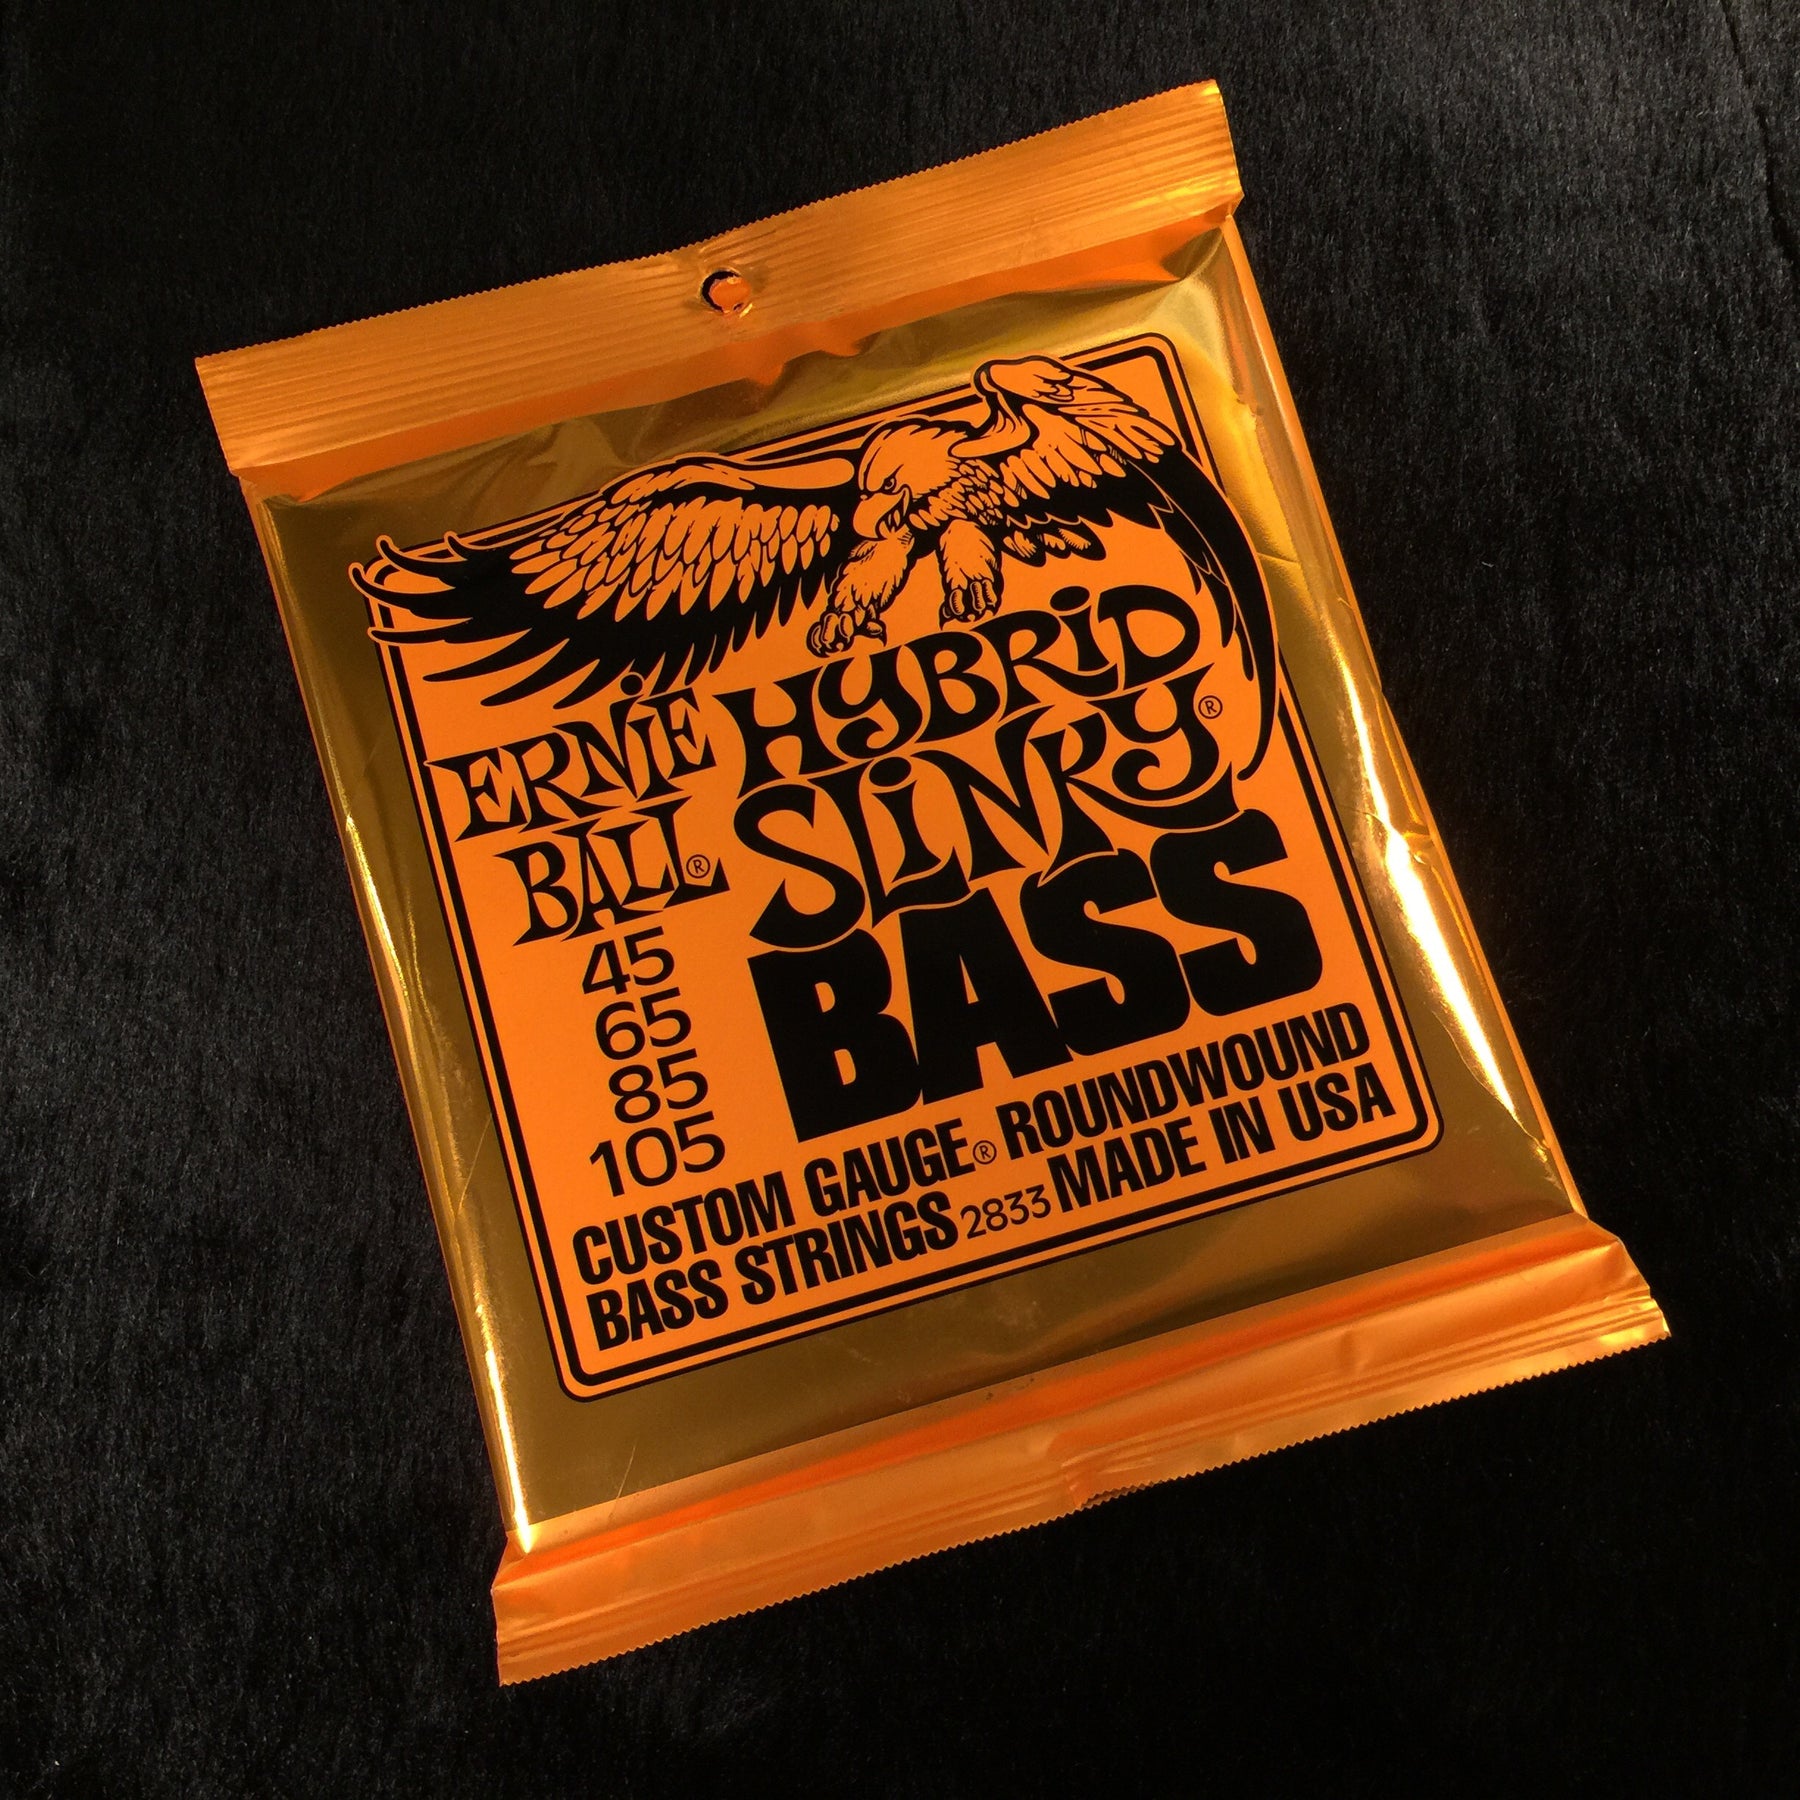 ERNIE
BALL®
HYBRID
SLINKY®
BASS
45
65
85
105
CUSTOM GAUGE® ROUNDWOUND
BASS STRINGS 2833 MADE IN USA